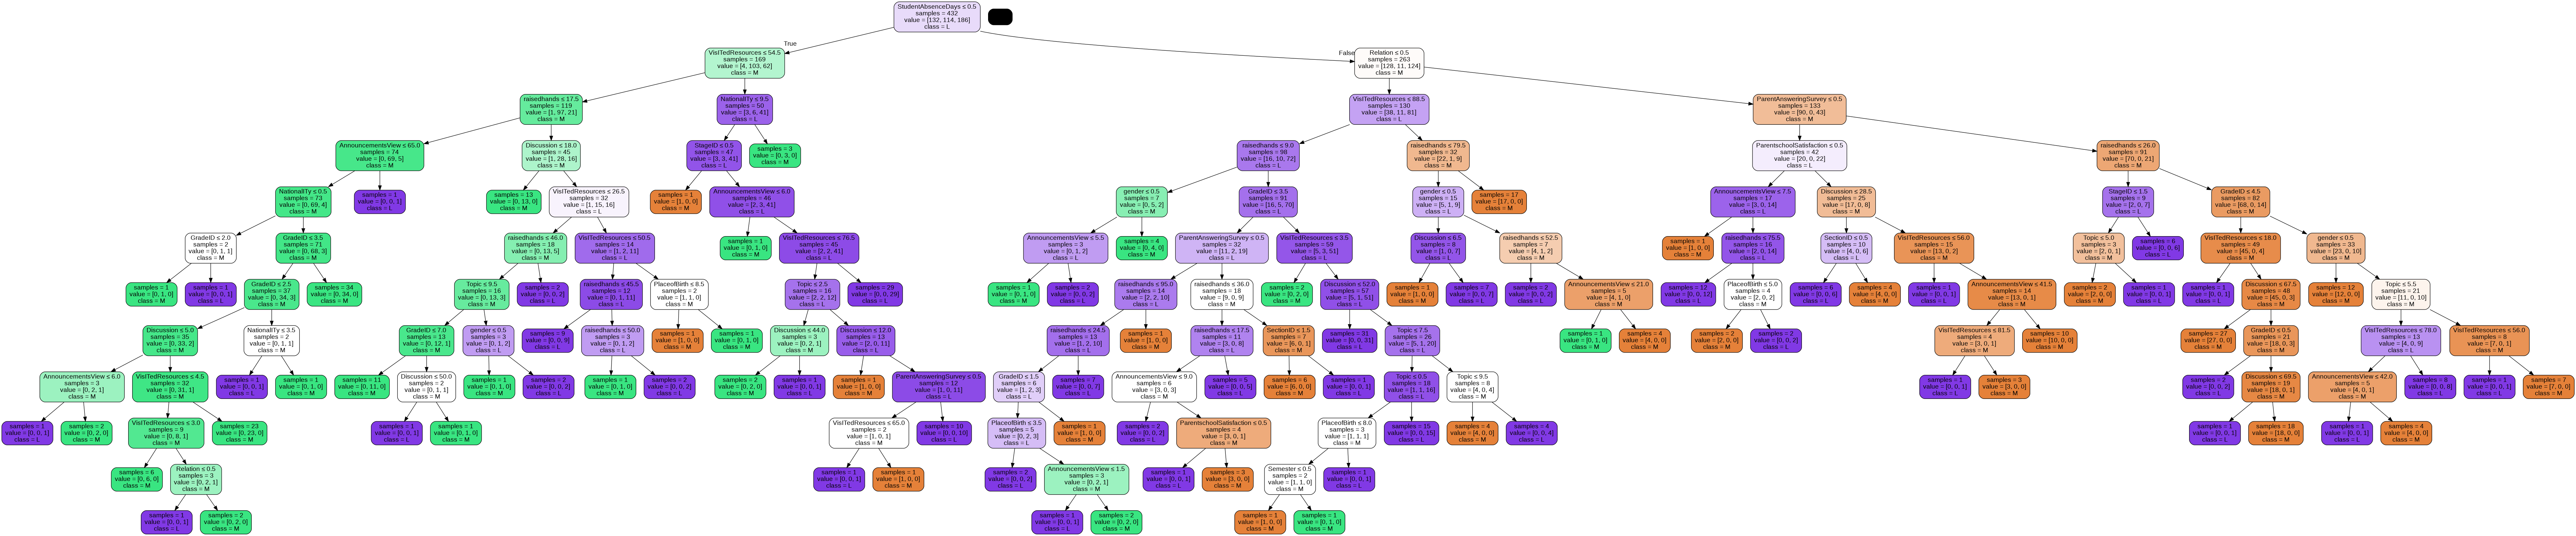 StudentAbsenceDays ≤ 0.5
samples = 432
value = [132, 114, 186]
class = L
True
False
VisITedResources ≤ 54.5
samples = 169
value = [4, 103, 62]
class = M
Relation ≤ 0.5
samples = 263
value = [128, 11, 124]
class = M
raisedhands ≤ 17.5
samples = 119
value = [1, 97, 21]
class = M
NationalITy ≤ 9.5
samples = 50
value = [3, 6, 41]
class = L
VisITedResources ≤ 88.5
samples = 130
value = [38, 11, 81]
class = L
ParentAnsweringSurvey ≤ 0.5
samples = 133
value = [90, 0, 43]
class = M
AnnouncementsView ≤ 65.0
samples = 74
value = [0, 69, 5]
class = M
Discussion ≤ 18.0
samples = 45
value = [1, 28, 16]
class = M
StageID ≤ 0.5
samples = 47
value = [3, 3, 41]
class = L
samples = 3
value = [0, 3, 0]
class = M
raisedhands ≤ 9.0
samples = 98
value = [16, 10, 72]
class = L
raisedhands ≤ 79.5
samples = 32
value = [22, 1, 9]
class = M
ParentschoolSatisfaction ≤ 0.5
samples = 42
value = [20, 0, 22]
class = L
raisedhands ≤ 26.0
samples = 91
value = [70, 0, 21]
class = M
NationalITy ≤ 0.5
samples = 73
value = [0, 69, 4]
class = M
samples = 1
value = [0, 0, 1]
class = L
samples = 13
value = [0, 13, 0]
class = M
VisITedResources ≤ 26.5
samples = 32
value = [1, 15, 16]
class = L
samples = 1
value = [1, 0, 0]
class = M
AnnouncementsView ≤ 6.0
samples = 46
value = [2, 3, 41]
class = L
gender ≤ 0.5
samples = 7
value = [0, 5, 2]
class = M
GradeID ≤ 3.5
samples = 91
value = [16, 5, 70]
class = L
gender ≤ 0.5
samples = 15
value = [5, 1, 9]
class = L
samples = 17
value = [17, 0, 0]
class = M
AnnouncementsView ≤ 7.5
samples = 17
value = [3, 0, 14]
class = L
Discussion ≤ 28.5
samples = 25
value = [17, 0, 8]
class = M
StageID ≤ 1.5
samples = 9
value = [2, 0, 7]
class = L
GradeID ≤ 4.5
samples = 82
value = [68, 0, 14]
class = M
GradeID ≤ 2.0
samples = 2
value = [0, 1, 1]
class = M
GradeID ≤ 3.5
samples = 71
value = [0, 68, 3]
class = M
raisedhands ≤ 46.0
samples = 18
value = [0, 13, 5]
class = M
VisITedResources ≤ 50.5
samples = 14
value = [1, 2, 11]
class = L
samples = 1
value = [0, 1, 0]
class = M
VisITedResources ≤ 76.5
samples = 45
value = [2, 2, 41]
class = L
AnnouncementsView ≤ 5.5
samples = 3
value = [0, 1, 2]
class = L
samples = 4
value = [0, 4, 0]
class = M
ParentAnsweringSurvey ≤ 0.5
samples = 32
value = [11, 2, 19]
class = L
VisITedResources ≤ 3.5
samples = 59
value = [5, 3, 51]
class = L
Discussion ≤ 6.5
samples = 8
value = [1, 0, 7]
class = L
raisedhands ≤ 52.5
samples = 7
value = [4, 1, 2]
class = M
samples = 1
value = [1, 0, 0]
class = M
raisedhands ≤ 75.5
samples = 16
value = [2, 0, 14]
class = L
SectionID ≤ 0.5
samples = 10
value = [4, 0, 6]
class = L
VisITedResources ≤ 56.0
samples = 15
value = [13, 0, 2]
class = M
Topic ≤ 5.0
samples = 3
value = [2, 0, 1]
class = M
samples = 6
value = [0, 0, 6]
class = L
VisITedResources ≤ 18.0
samples = 49
value = [45, 0, 4]
class = M
gender ≤ 0.5
samples = 33
value = [23, 0, 10]
class = M
samples = 1
value = [0, 1, 0]
class = M
samples = 1
value = [0, 0, 1]
class = L
GradeID ≤ 2.5
samples = 37
value = [0, 34, 3]
class = M
samples = 34
value = [0, 34, 0]
class = M
Topic ≤ 9.5
samples = 16
value = [0, 13, 3]
class = M
samples = 2
value = [0, 0, 2]
class = L
raisedhands ≤ 45.5
samples = 12
value = [0, 1, 11]
class = L
PlaceofBirth ≤ 8.5
samples = 2
value = [1, 1, 0]
class = M
Topic ≤ 2.5
samples = 16
value = [2, 2, 12]
class = L
samples = 29
value = [0, 0, 29]
class = L
samples = 1
value = [0, 1, 0]
class = M
samples = 2
value = [0, 0, 2]
class = L
raisedhands ≤ 95.0
samples = 14
value = [2, 2, 10]
class = L
raisedhands ≤ 36.0
samples = 18
value = [9, 0, 9]
class = M
samples = 2
value = [0, 2, 0]
class = M
Discussion ≤ 52.0
samples = 57
value = [5, 1, 51]
class = L
samples = 1
value = [1, 0, 0]
class = M
samples = 7
value = [0, 0, 7]
class = L
samples = 2
value = [0, 0, 2]
class = L
AnnouncementsView ≤ 21.0
samples = 5
value = [4, 1, 0]
class = M
samples = 12
value = [0, 0, 12]
class = L
PlaceofBirth ≤ 5.0
samples = 4
value = [2, 0, 2]
class = M
samples = 6
value = [0, 0, 6]
class = L
samples = 4
value = [4, 0, 0]
class = M
samples = 1
value = [0, 0, 1]
class = L
AnnouncementsView ≤ 41.5
samples = 14
value = [13, 0, 1]
class = M
samples = 2
value = [2, 0, 0]
class = M
samples = 1
value = [0, 0, 1]
class = L
samples = 1
value = [0, 0, 1]
class = L
Discussion ≤ 67.5
samples = 48
value = [45, 0, 3]
class = M
samples = 12
value = [12, 0, 0]
class = M
Topic ≤ 5.5
samples = 21
value = [11, 0, 10]
class = M
Discussion ≤ 5.0
samples = 35
value = [0, 33, 2]
class = M
NationalITy ≤ 3.5
samples = 2
value = [0, 1, 1]
class = M
GradeID ≤ 7.0
samples = 13
value = [0, 12, 1]
class = M
gender ≤ 0.5
samples = 3
value = [0, 1, 2]
class = L
samples = 9
value = [0, 0, 9]
class = L
raisedhands ≤ 50.0
samples = 3
value = [0, 1, 2]
class = L
samples = 1
value = [1, 0, 0]
class = M
samples = 1
value = [0, 1, 0]
class = M
Discussion ≤ 44.0
samples = 3
value = [0, 2, 1]
class = M
Discussion ≤ 12.0
samples = 13
value = [2, 0, 11]
class = L
raisedhands ≤ 24.5
samples = 13
value = [1, 2, 10]
class = L
samples = 1
value = [1, 0, 0]
class = M
raisedhands ≤ 17.5
samples = 11
value = [3, 0, 8]
class = L
SectionID ≤ 1.5
samples = 7
value = [6, 0, 1]
class = M
samples = 31
value = [0, 0, 31]
class = L
Topic ≤ 7.5
samples = 26
value = [5, 1, 20]
class = L
samples = 1
value = [0, 1, 0]
class = M
samples = 4
value = [4, 0, 0]
class = M
samples = 2
value = [2, 0, 0]
class = M
samples = 2
value = [0, 0, 2]
class = L
VisITedResources ≤ 81.5
samples = 4
value = [3, 0, 1]
class = M
samples = 10
value = [10, 0, 0]
class = M
samples = 27
value = [27, 0, 0]
class = M
GradeID ≤ 0.5
samples = 21
value = [18, 0, 3]
class = M
VisITedResources ≤ 78.0
samples = 13
value = [4, 0, 9]
class = L
VisITedResources ≤ 56.0
samples = 8
value = [7, 0, 1]
class = M
AnnouncementsView ≤ 6.0
samples = 3
value = [0, 2, 1]
class = M
VisITedResources ≤ 4.5
samples = 32
value = [0, 31, 1]
class = M
samples = 1
value = [0, 0, 1]
class = L
samples = 1
value = [0, 1, 0]
class = M
samples = 11
value = [0, 11, 0]
class = M
Discussion ≤ 50.0
samples = 2
value = [0, 1, 1]
class = M
samples = 1
value = [0, 1, 0]
class = M
samples = 2
value = [0, 0, 2]
class = L
samples = 1
value = [0, 1, 0]
class = M
samples = 2
value = [0, 0, 2]
class = L
samples = 2
value = [0, 2, 0]
class = M
samples = 1
value = [0, 0, 1]
class = L
samples = 1
value = [1, 0, 0]
class = M
ParentAnsweringSurvey ≤ 0.5
samples = 12
value = [1, 0, 11]
class = L
GradeID ≤ 1.5
samples = 6
value = [1, 2, 3]
class = L
samples = 7
value = [0, 0, 7]
class = L
AnnouncementsView ≤ 9.0
samples = 6
value = [3, 0, 3]
class = M
samples = 5
value = [0, 0, 5]
class = L
samples = 6
value = [6, 0, 0]
class = M
samples = 1
value = [0, 0, 1]
class = L
Topic ≤ 0.5
samples = 18
value = [1, 1, 16]
class = L
Topic ≤ 9.5
samples = 8
value = [4, 0, 4]
class = M
samples = 1
value = [0, 0, 1]
class = L
samples = 3
value = [3, 0, 0]
class = M
samples = 2
value = [0, 0, 2]
class = L
Discussion ≤ 69.5
samples = 19
value = [18, 0, 1]
class = M
AnnouncementsView ≤ 42.0
samples = 5
value = [4, 0, 1]
class = M
samples = 8
value = [0, 0, 8]
class = L
samples = 1
value = [0, 0, 1]
class = L
samples = 7
value = [7, 0, 0]
class = M
samples = 1
value = [0, 0, 1]
class = L
samples = 2
value = [0, 2, 0]
class = M
VisITedResources ≤ 3.0
samples = 9
value = [0, 8, 1]
class = M
samples = 23
value = [0, 23, 0]
class = M
samples = 1
value = [0, 0, 1]
class = L
samples = 1
value = [0, 1, 0]
class = M
VisITedResources ≤ 65.0
samples = 2
value = [1, 0, 1]
class = M
samples = 10
value = [0, 0, 10]
class = L
PlaceofBirth ≤ 3.5
samples = 5
value = [0, 2, 3]
class = L
samples = 1
value = [1, 0, 0]
class = M
samples = 2
value = [0, 0, 2]
class = L
ParentschoolSatisfaction ≤ 0.5
samples = 4
value = [3, 0, 1]
class = M
PlaceofBirth ≤ 8.0
samples = 3
value = [1, 1, 1]
class = M
samples = 15
value = [0, 0, 15]
class = L
samples = 4
value = [4, 0, 0]
class = M
samples = 4
value = [0, 0, 4]
class = L
samples = 1
value = [0, 0, 1]
class = L
samples = 18
value = [18, 0, 0]
class = M
samples = 1
value = [0, 0, 1]
class = L
samples = 4
value = [4, 0, 0]
class = M
samples = 6
value = [0, 6, 0]
class = M
Relation ≤ 0.5
samples = 3
value = [0, 2, 1]
class = M
samples = 1
value = [0, 0, 1]
class = L
samples = 1
value = [1, 0, 0]
class = M
samples = 2
value = [0, 0, 2]
class = L
AnnouncementsView ≤ 1.5
samples = 3
value = [0, 2, 1]
class = M
samples = 1
value = [0, 0, 1]
class = L
samples = 3
value = [3, 0, 0]
class = M
Semester ≤ 0.5
samples = 2
value = [1, 1, 0]
class = M
samples = 1
value = [0, 0, 1]
class = L
samples = 1
value = [0, 0, 1]
class = L
samples = 2
value = [0, 2, 0]
class = M
samples = 1
value = [0, 0, 1]
class = L
samples = 2
value = [0, 2, 0]
class = M
samples = 1
value = [1, 0, 0]
class = M
samples = 1
value = [0, 1, 0]
class = M